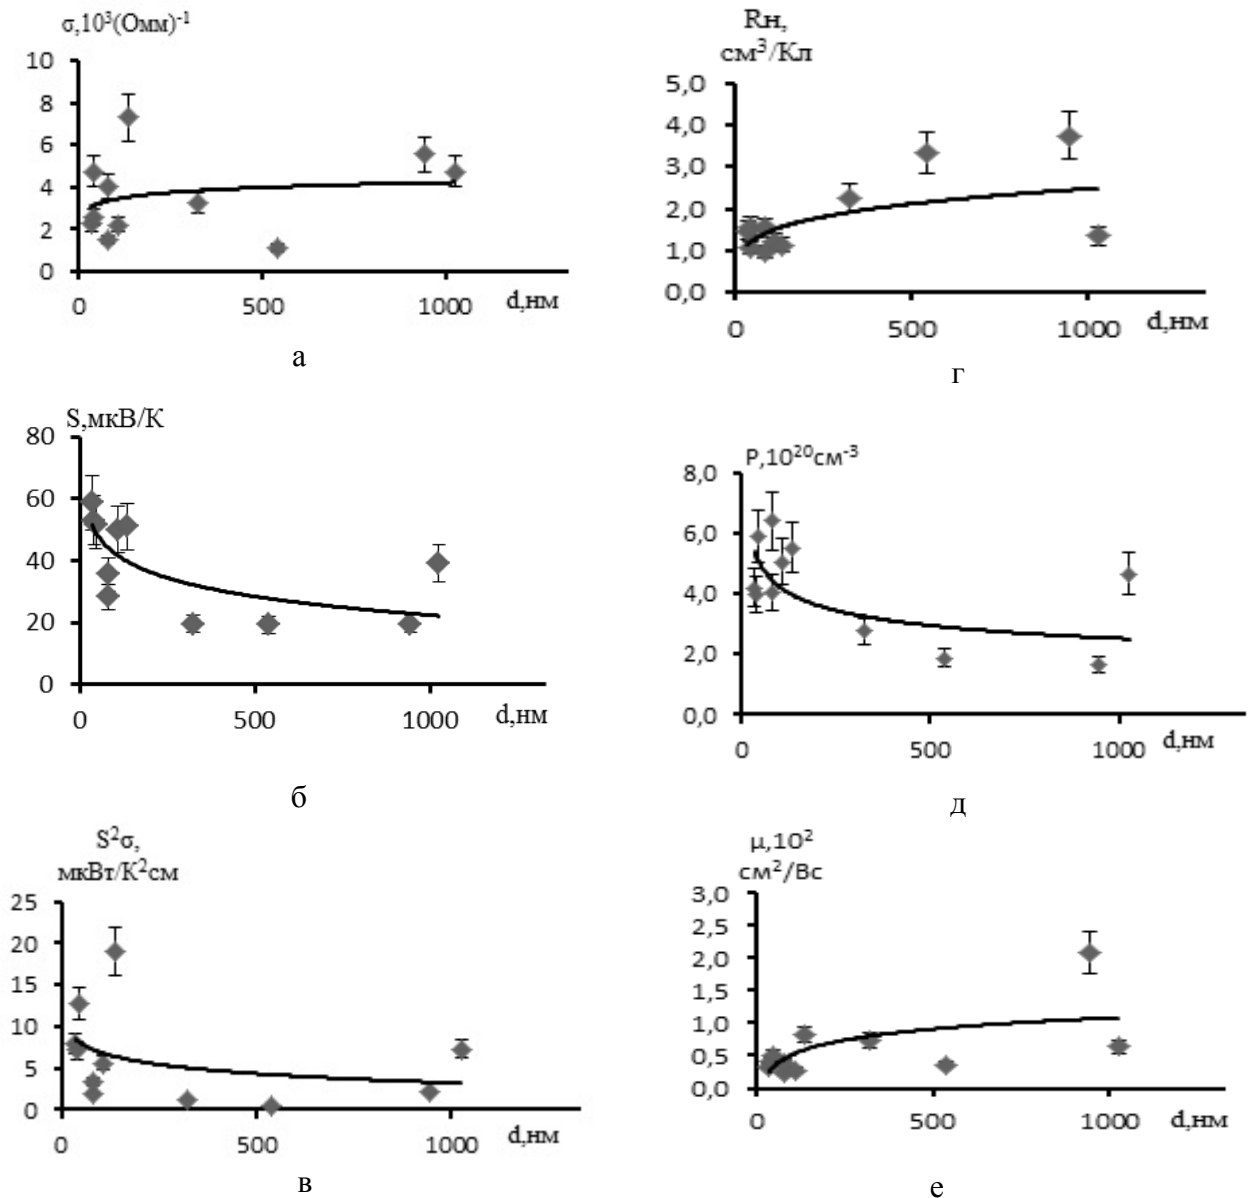 σ,10³(Омм)⁻¹
10
8
6
4
2
0
0 500 1000 d,нм
а
Rн,
см³/Кл
5,0
4,0
3,0
2,0
1,0
0,0
0 500 1000 d,нм
г
S,мкВ/К
80
60
40
20
0
0 500 1000 d,нм
б
P,10²⁰см⁻³
8,0
6,0
4,0
2,0
0,0
0 500 1000 d,нм
д
S²σ,
мкВт/К²см
25
20
15
10
5
0
0 500 1000 d,нм
в
μ,10²
см²/Вс
3,0
2,5
2,0
1,5
1,0
0,5
0,0
0 500 1000 d,нм
е